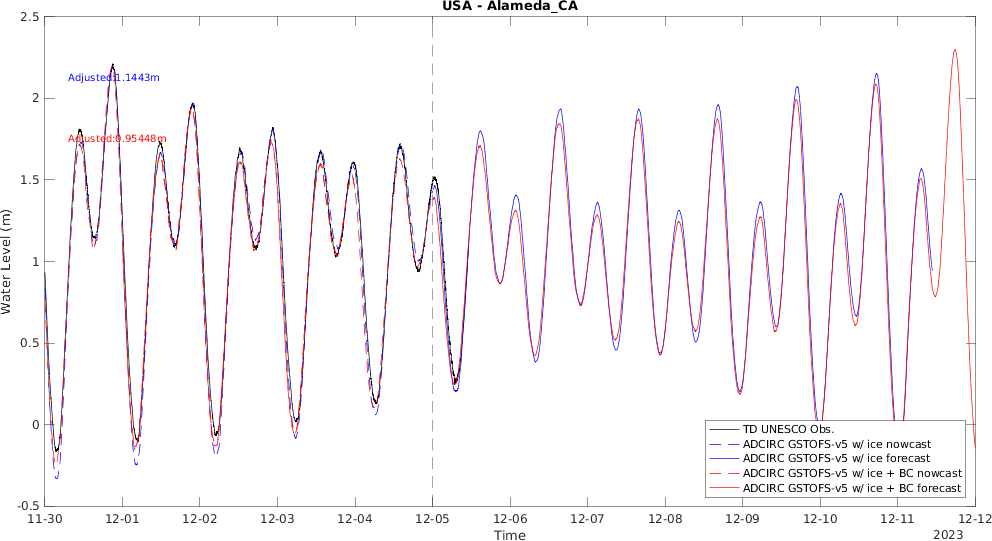 USA - Alameda_CA
2.5
2
1.5
1
0.5
0
-0.5
Water Level (m)
Adjusted:1.1443m
Adjusted:0.95448m
TD UNESCO Obs.
ADCIRC GSTOFS-v5 w/ ice nowcast
ADCIRC GSTOFS-v5 w/ ice forecast
ADCIRC GSTOFS-v5 w/ ice + BC nowcast
ADCIRC GSTOFS-v5 w/ ice + BC forecast
11-30 12-01 12-02 12-03 12-04 12-05 12-06 12-07 12-08 12-09 12-10 12-11 12-12
Time
2023